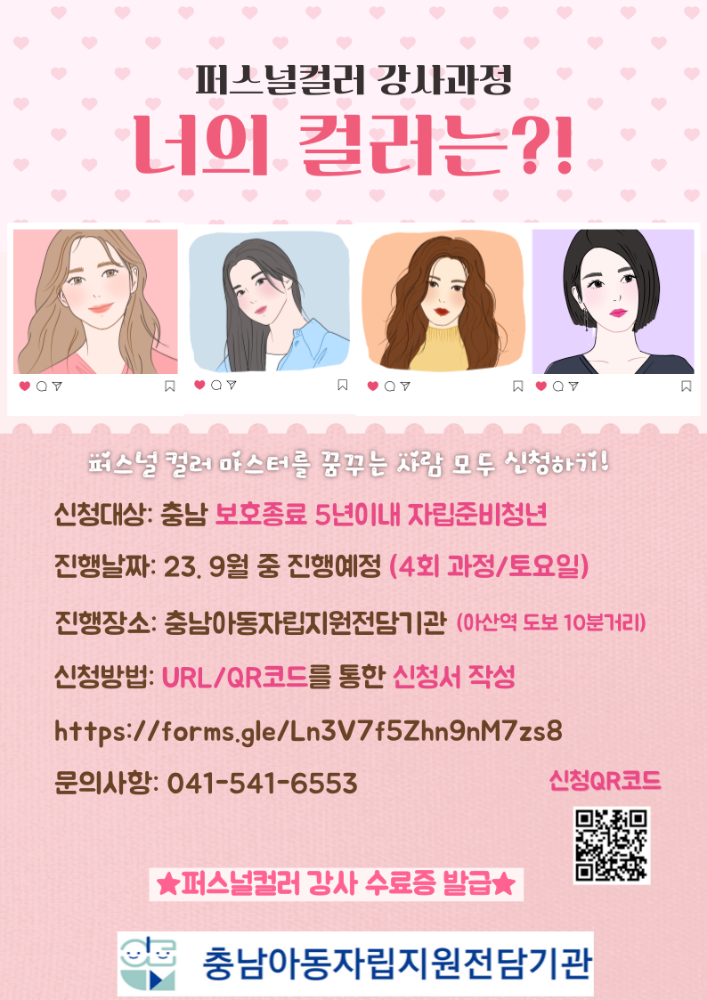 퍼스널컬러 강사과정
너의 컬러는?!
퍼스널 컬러 마스터를 꿈꾸는 사람 모두 신청하기!
신청대상: 충남 보호종료 5년이내 자립준비청년
진행날짜: 23. 9월 중 진행예정 (4회 과정/토요일)
진행장소: 충남아동자립지원전담기관 (아산역 도보 10분거리)
신청방법: URL/QR코드를 통한 신청서 작성
https://forms.gle/Ln3V7f5Zhn9nM7zs8
문의사항: 041-541-6553
신청QR코드
★퍼스널컬러 강사 수료증 발급★
충남아동자립지원전담기관